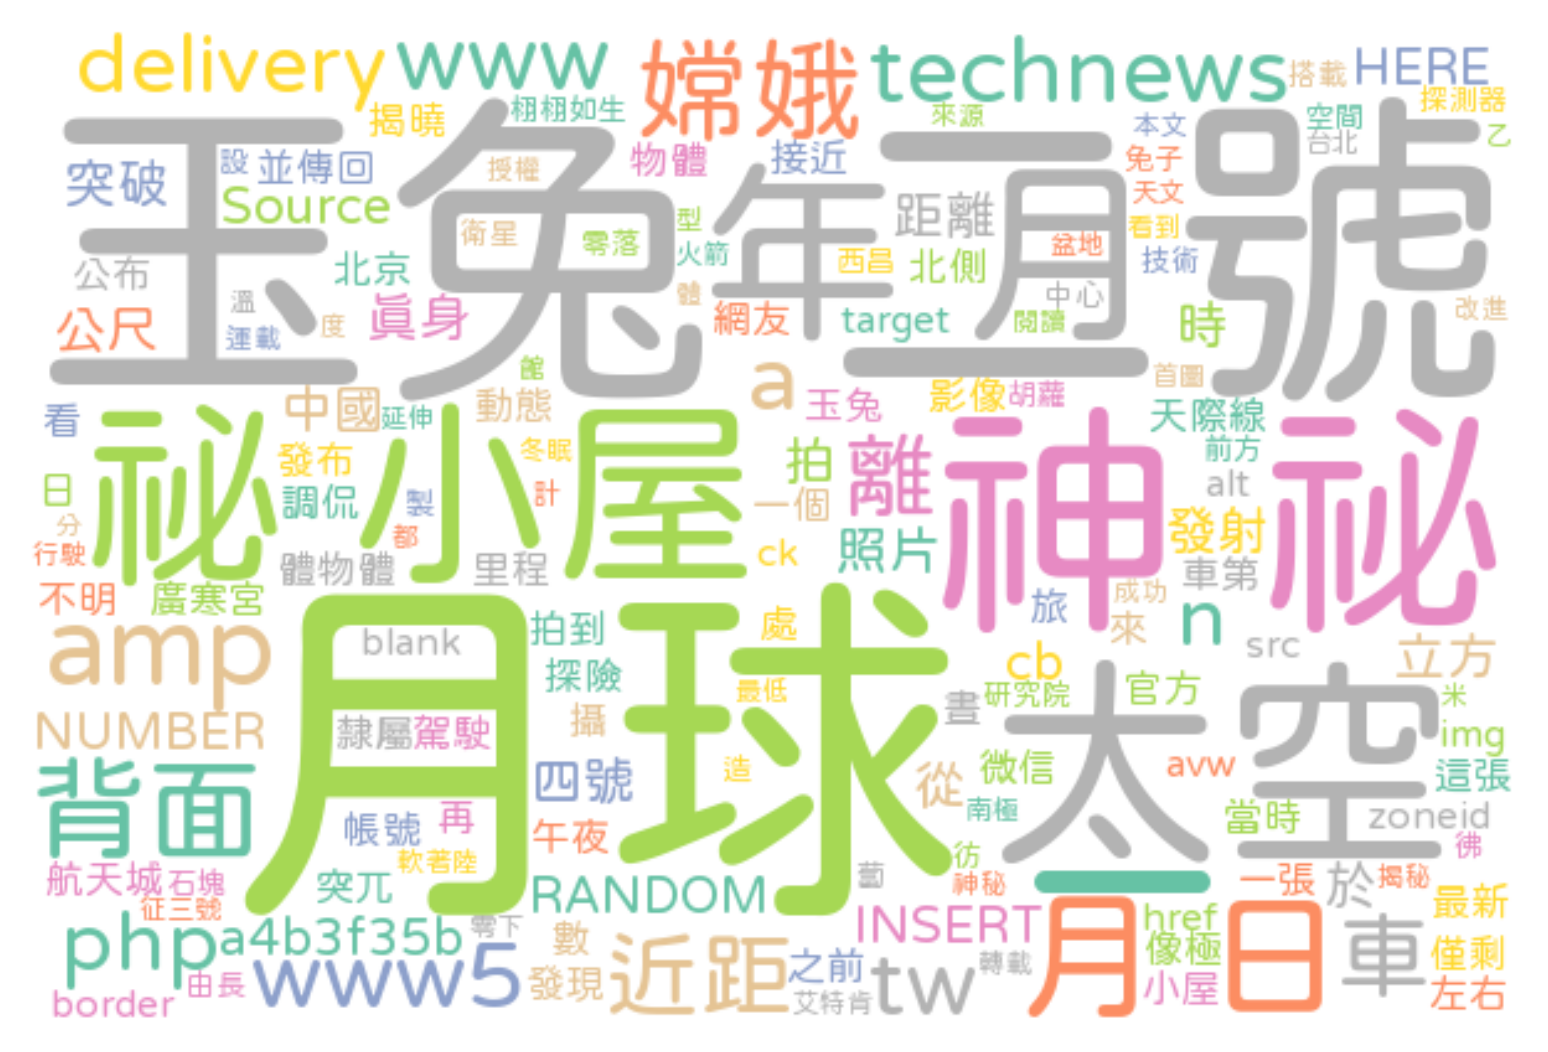 delivery www 嫦娥 technews 搭載 HERE
揭曉 栩栩如生 來源 空間 探測器
玉兔 年 二月 號
突破 設 並傳回 授權 物體 接近 本文 台北 乙
Source 兔子 天文
衛星 零落 型 距離 看到
公布 北京 火箭 西昌 北側 盆地 技術
溫 體 中心
公尺 運載 度 眞身 網友 target 閱讀 時 改進
館 a 首圖
中國 延伸 動態 玉兔 影像 胡蘿 天際線
看 祕 小屋 離 神祕
發布 冬眠 拍 前方
日 調侃 製 計 一個 alt
分 都 發射
行駛 體物體 里程 ck 照片 車第
不明 廣寒宮 旅 成功
月球
amp blank 拍到 處 來 n src 立方
探險 最低 cb 研究院 官方 米
NUMBER 隸屬 駕駛 攝 晝 太空 img
背面 四號 造 從 微信 avw 這張
帳號 再 午夜 南極 當時 zoneid
航天城 石塊 突兀 軟著陸 蔔 彷 彿
征三號 RANDOM 神秘 一 一張 於 揭秘 最新
php a4b3f35b 零下 數 INSERT 月 href 日 車
www5 發現 近距 之前 tw 轉載 像極 僅剩
border 由長 艾特肯 小屋 左右